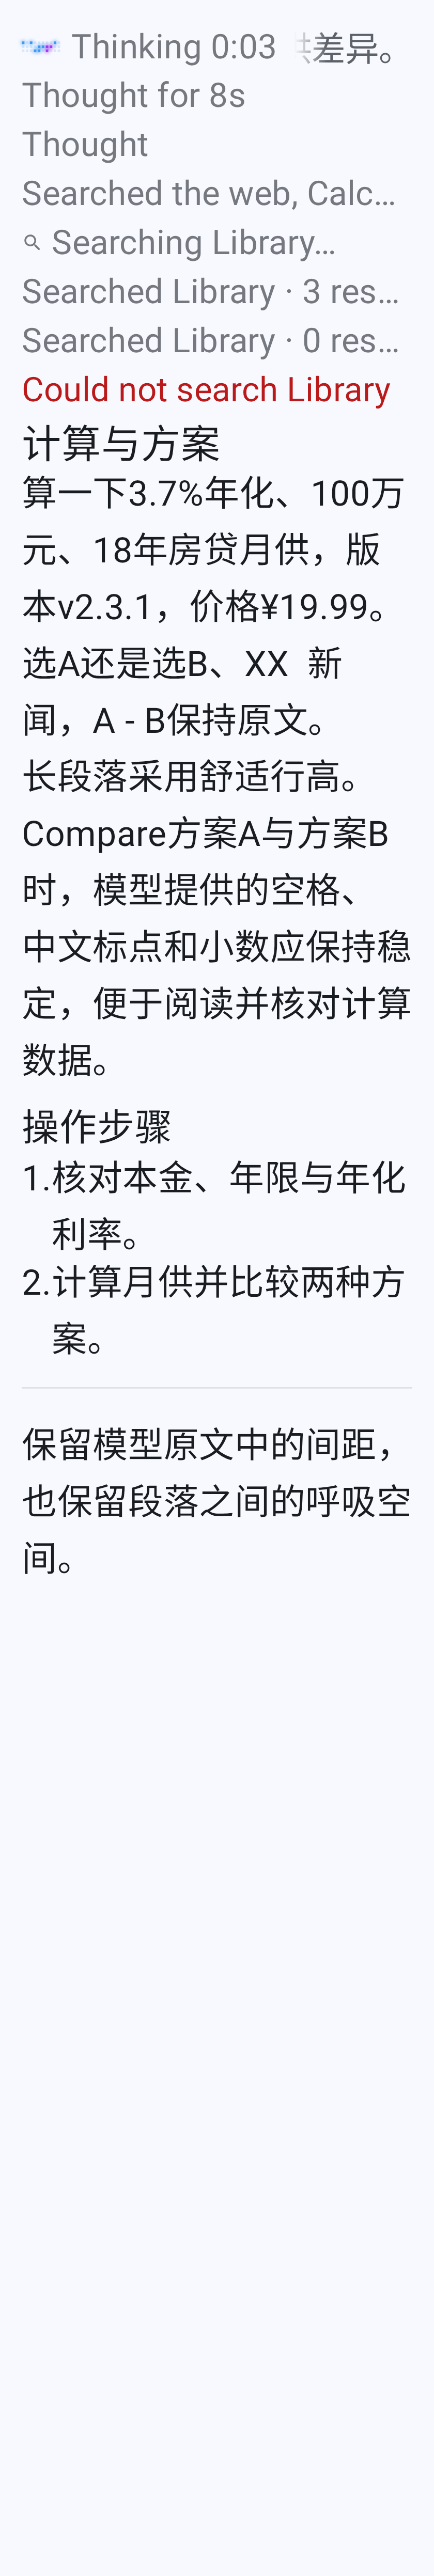 Thinking 0:03 差异。
Thought for 8s
Thought
Searched the web, Calc…
Searching Library…
Searched Library · 3 res…
Searched Library · 0 res…
Could not search Library
计算与方案
算一下3.7%年化、100万
元、18年房贷月供，版
本v2.3.1，价格¥19.99。
选A还是选B、XX  新
闻，A - B保持原文。
长段落采用舒适行高。
Compare方案A与方案B
时，模型提供的空格、
中文标点和小数应保持稳
定，便于阅读并核对计算
数据。
操作步骤
1.核对本金、年限与年化
利率。
2.计算月供并比较两种方
案。
保留模型原文中的间距，
也保留段落之间的呼吸空
间。